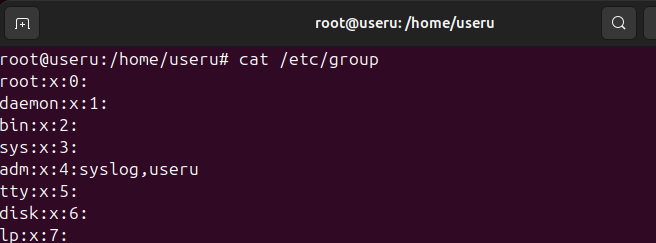 root@useru: /home/useru
root@useru:/home/useru# cat /etc/group
root:x:0:
daemon:x:1:
bin:x:2:
sys:x:3:
adm:x:4:syslog,useru
tty:x:5:
disk:x:6:
lp:x:7: